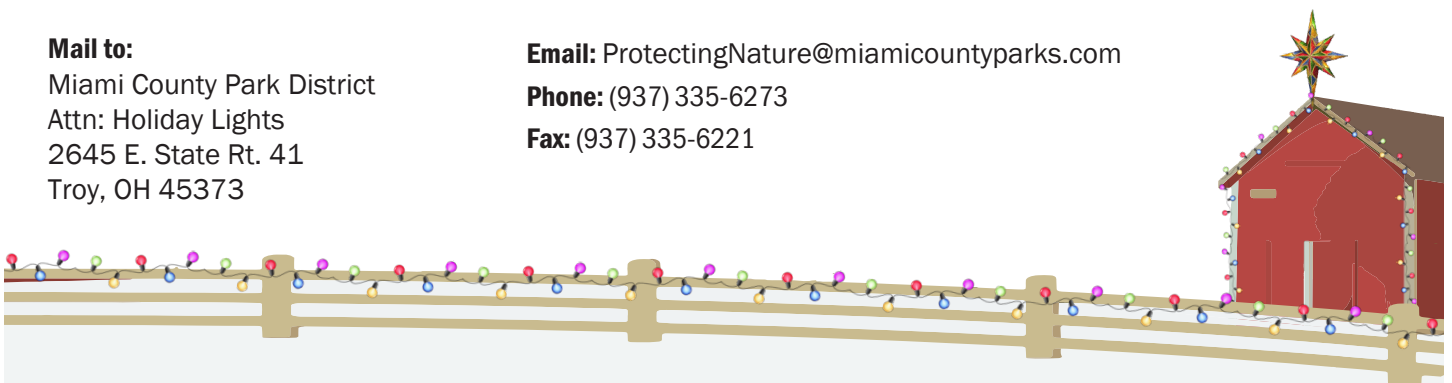 Mail to:
Miami County Park District
Attn: Holiday Lights
2645 E. State Rt. 41
Troy, OH 45373
Email: ProtectingNature@miamicountyparks.com
Phone: (937) 335-6273
Fax: (937) 335-6221